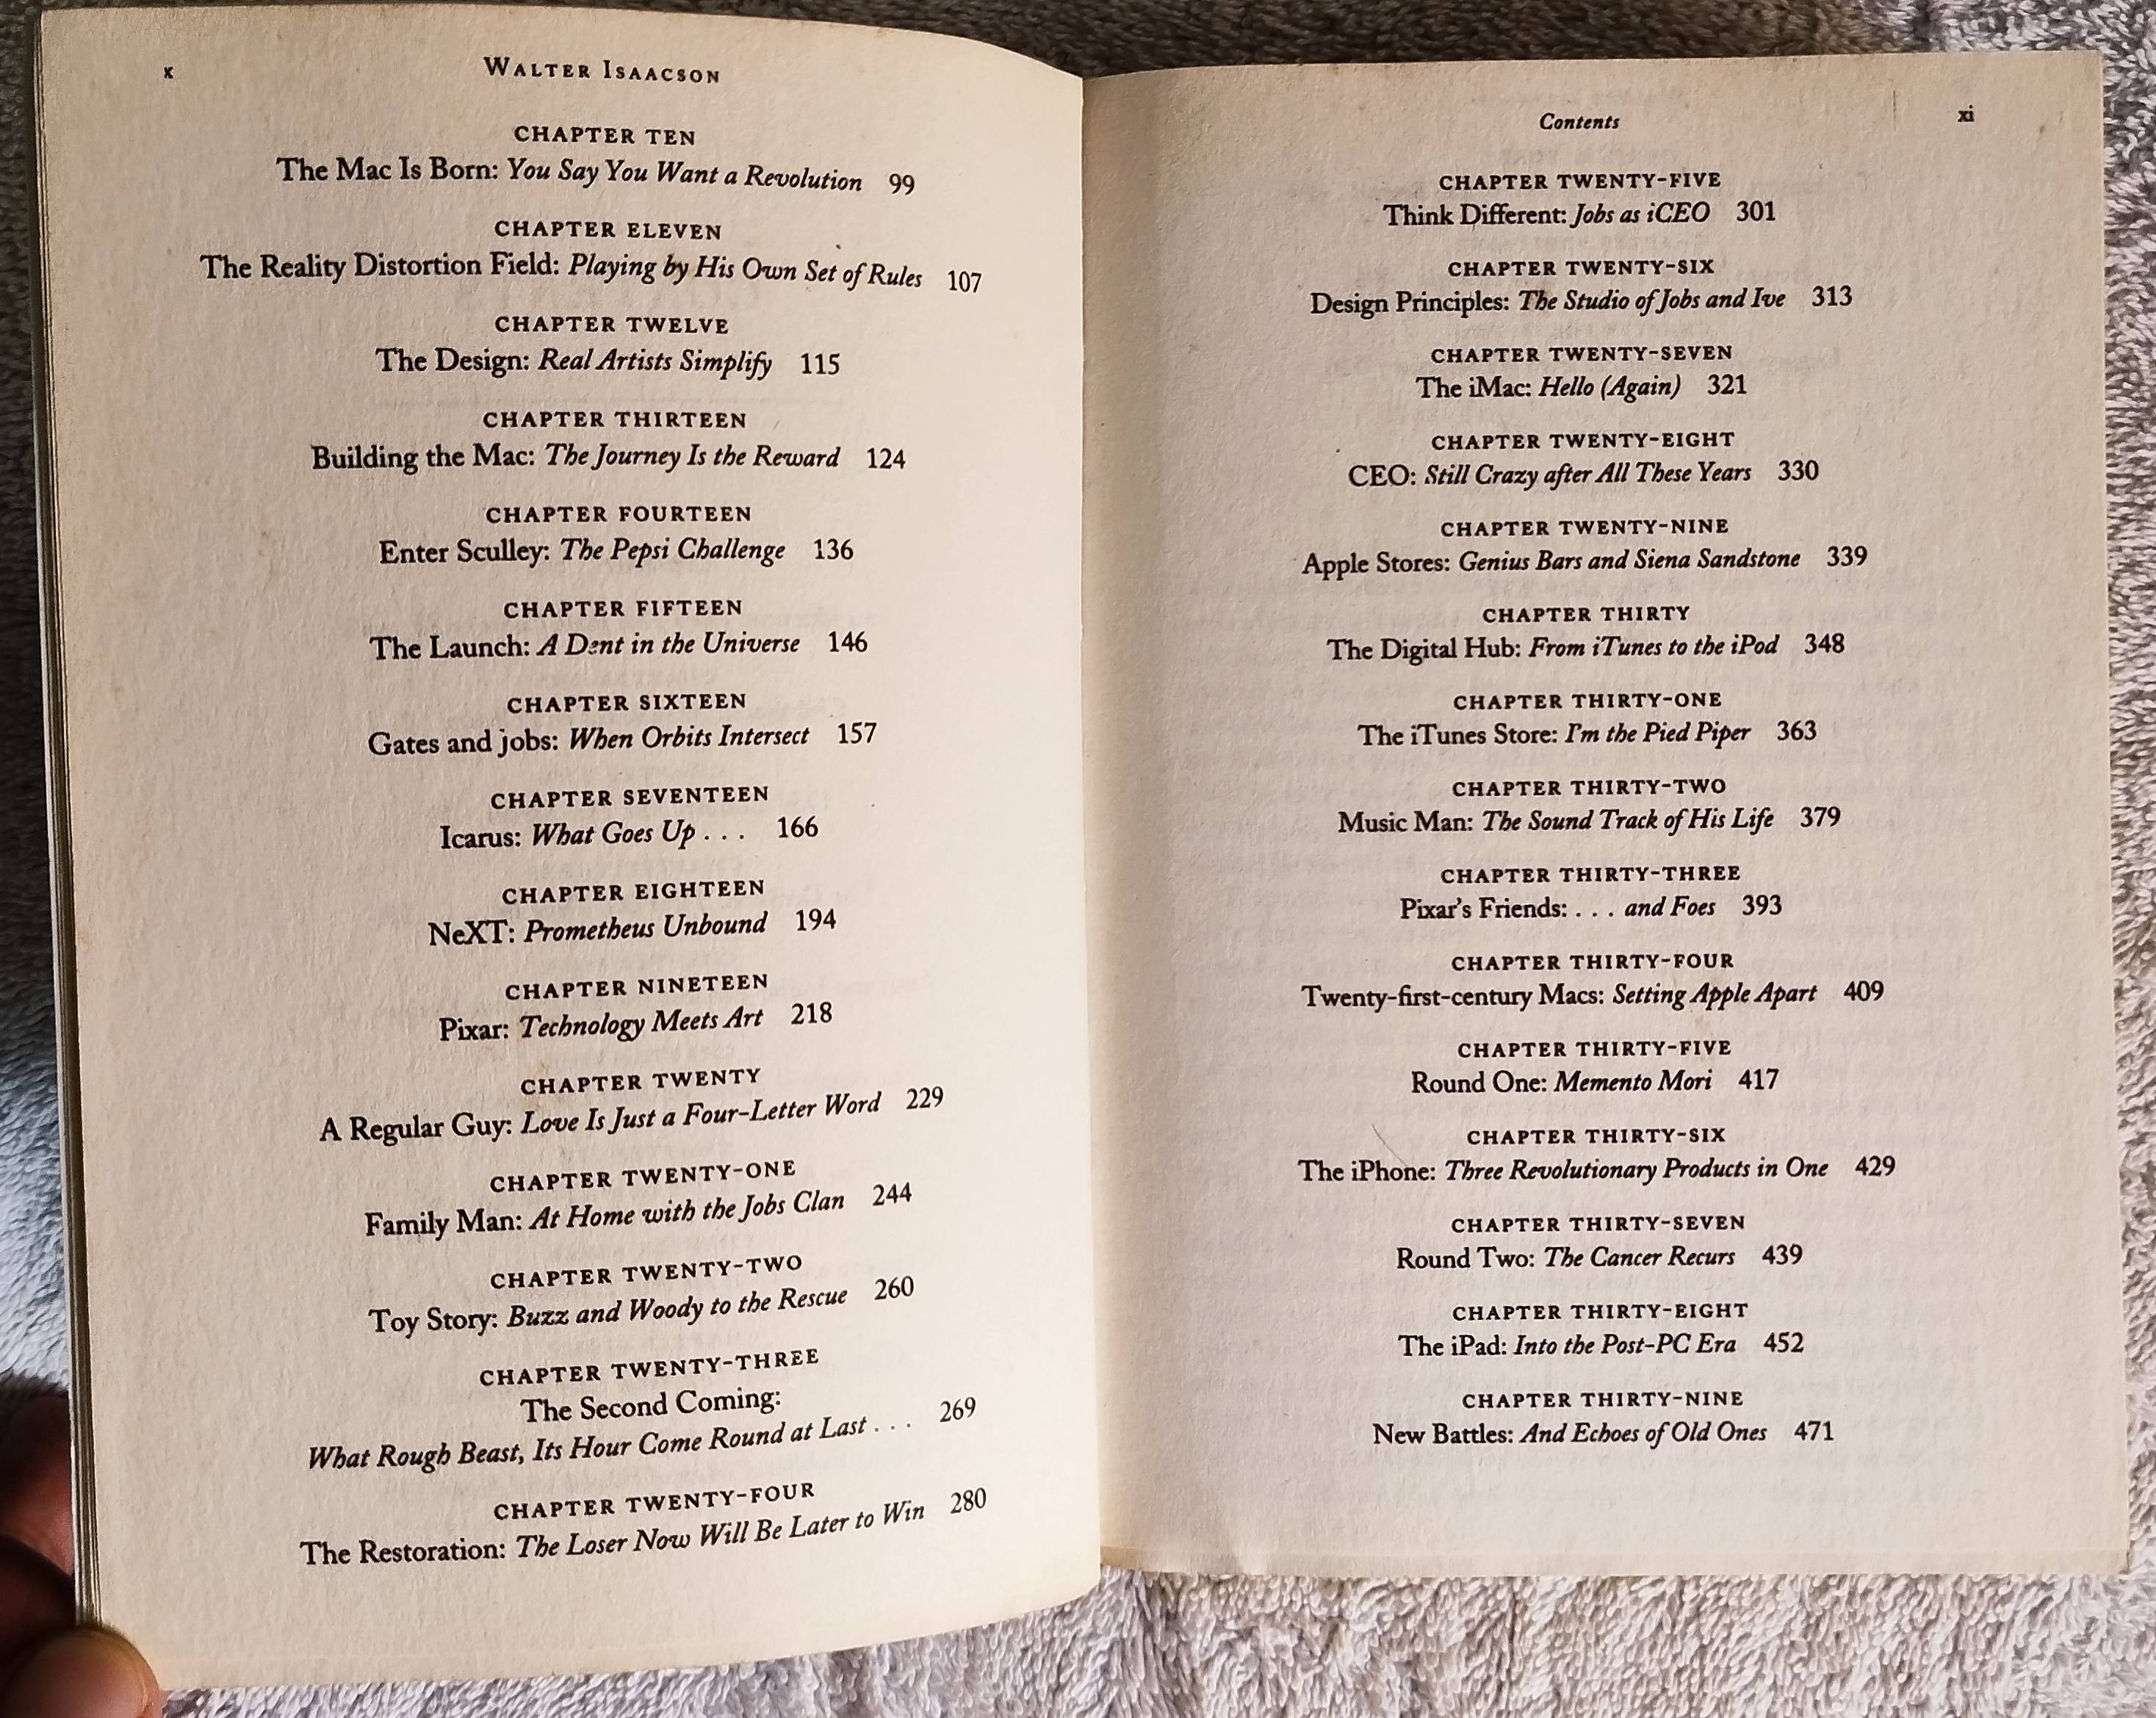 x
WALTER ISAACSON
CHAPTER TEN
The Mac Is Born: You Say You Want a Revolution 99
CHAPTER ELEVEN
The Reality Distortion Field: Playing by His Own Set of Rules 107
CHAPTER TWELVE
The Design: Real Artists Simplify 115
CHAPTER THIRTEEN
Building the Mac: The Journey Is the Reward 124
CHAPTER FOURTEEN
Enter Sculley: The Pepsi Challenge 136
CHAPTER FIFTEEN
The Launch: A Dent in the Universe 146
CHAPTER SIXTEEN
Gates and jobs: When Orbits Intersect 157
CHAPTER SEVENTEEN
Icarus: What Goes Up . . . 166
CHAPTER EIGHTEEN
NeXT: Prometheus Unbound 194
CHAPTER NINETEEN
Pixar: Technology Meets Art 218
CHAPTER TWENTY
A Regular Guy: Love Is Just a Four-Letter Word 229
CHAPTER TWENTY-ONE
Family Man: At Home with the Jobs Clan 244
CHAPTER TWENTY-TWO
Toy Story: Buzz and Woody to the Rescue 260
CHAPTER TWENTY-THREE
The Second Coming:
What Rough Beast, Its Hour Come Round at Last . . . 269
CHAPTER TWENTY-FOUR
The Restoration: The Loser Now Will Be Later to Win 280
Contents
xi
CHAPTER TWENTY-FIVE
Think Different: Jobs as iCEO 301
CHAPTER TWENTY-SIX
Design Principles: The Studio of Jobs and Ive 313
CHAPTER TWENTY-SEVEN
The iMac: Hello (Again) 321
CHAPTER TWENTY-EIGHT
CEO: Still Crazy after All These Years 330
CHAPTER TWENTY-NINE
Apple Stores: Genius Bars and Siena Sandstone 339
CHAPTER THIRTY
The Digital Hub: From iTunes to the iPod 348
CHAPTER THIRTY-ONE
The iTunes Store: I'm the Pied Piper 363
CHAPTER THIRTY-TWO
Music Man: The Sound Track of His Life 379
CHAPTER THIRTY-THREE
Pixar's Friends: . . . and Foes 393
CHAPTER THIRTY-FOUR
Twenty-first-century Macs: Setting Apple Apart 409
CHAPTER THIRTY-FIVE
Round One: Memento Mori 417
CHAPTER THIRTY-SIX
The iPhone: Three Revolutionary Products in One 429
CHAPTER THIRTY-SEVEN
Round Two: The Cancer Recurs 439
CHAPTER THIRTY-EIGHT
The iPad: Into the Post-PC Era 452
CHAPTER THIRTY-NINE
New Battles: And Echoes of Old Ones 471